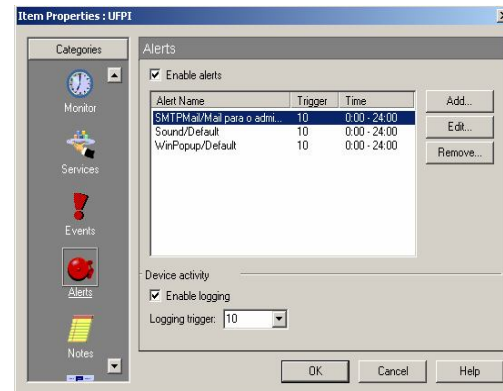 Item Properties : UFPI
Categories
Monitor
Services
Events
Alerts
Notes
Alerts
Enable alerts
Alert Name Trigger Time
SMTPMail/Mail para o admi... 10 0:00 - 24:00
Sound/Default 10 0:00 - 24:00
WinPopup/Default 10 0:00 - 24:00
Add...
Edit...
Remove...
Device activity
Enable logging
Logging trigger: 10
OK Cancel Help